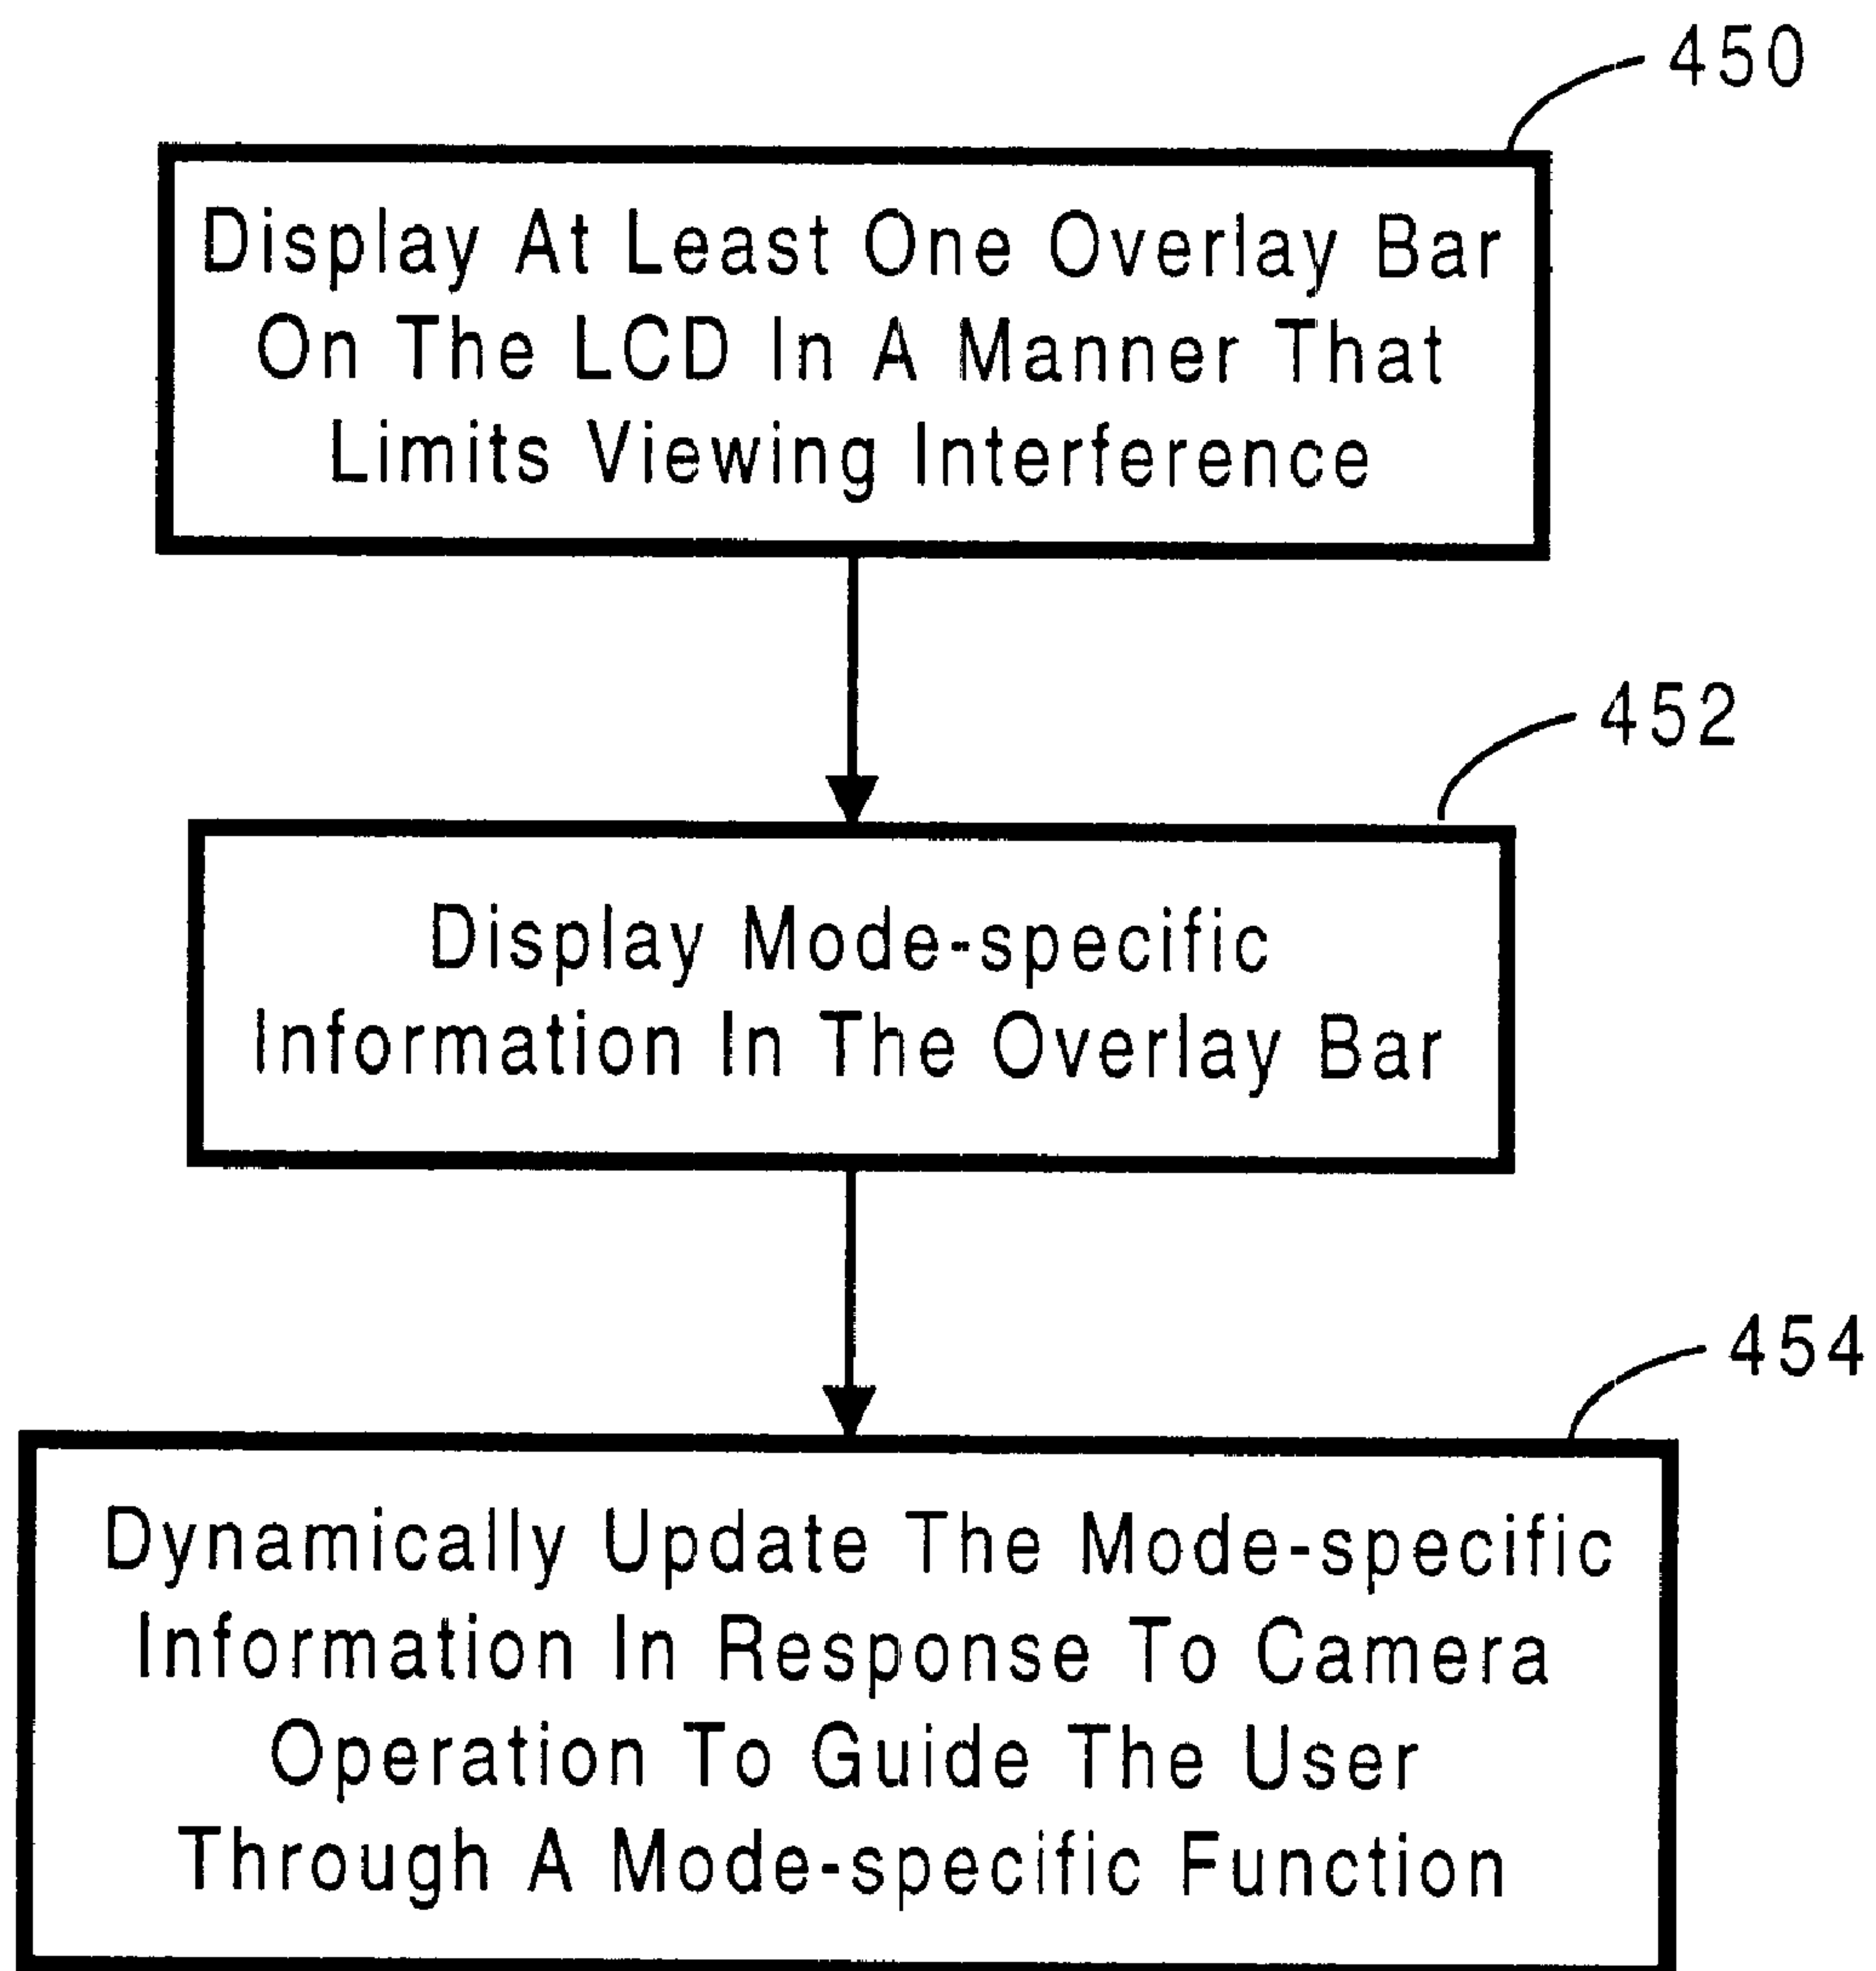 450
Display At Least One Overlay Bar
On The LCD In A Manner That
Limits Viewing Interference
452
Display Mode-specific
Information In The Overlay Bar
454
Dynamically Update The Mode-specific
Information In Response To Camera
Operation To Guide The User
Through A Mode-specific Function